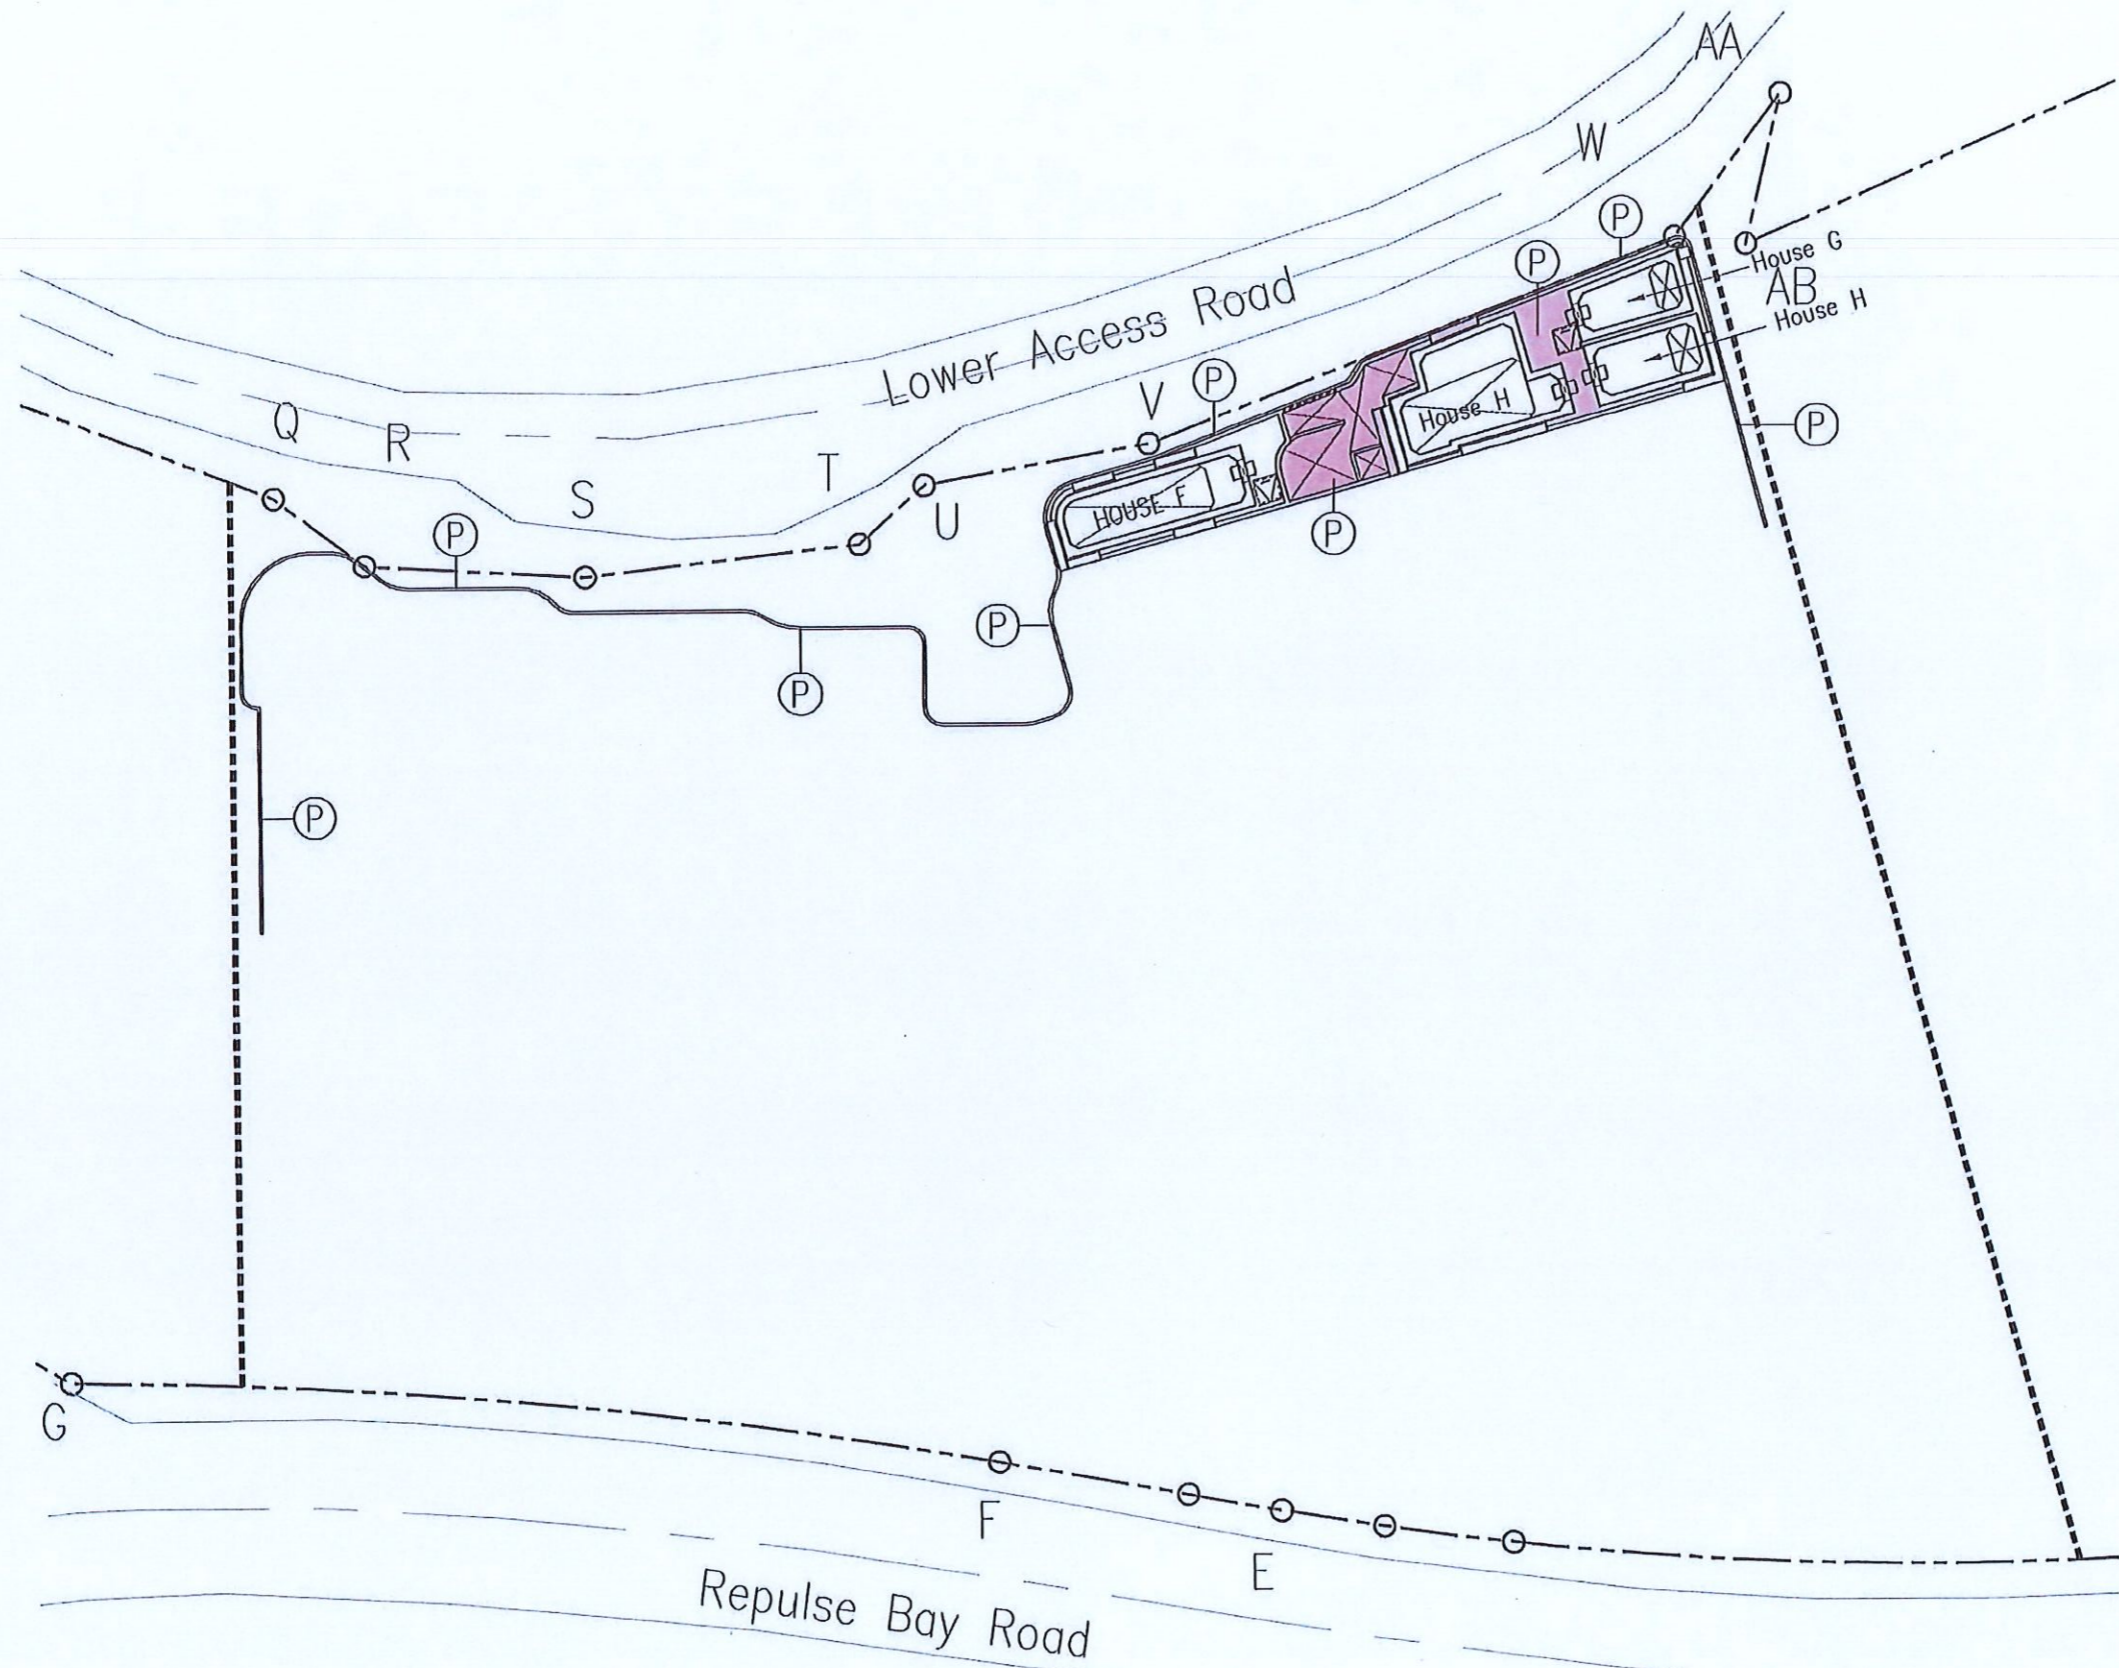 AA
W
P
P
House G
AB
House H
Lower Access Road
V
P
House H
P
Q
R
T
S
U
HOUSE F
P
P
P
P
P
G
F
E
Repulse Bay Road